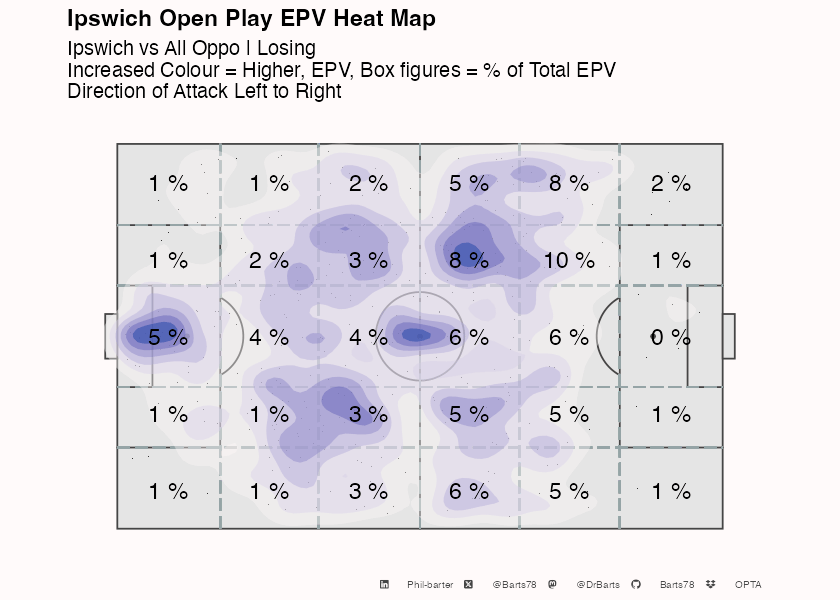 Ipswich Open Play EPV Heat Map
Ipswich vs All Oppo | Losing
Increased Colour = Higher, EPV, Box figures = % of Total EPV
Direction of Attack Left to Right
1 % 1 % 2 % 5 % 8 % 2 %
1 % 2 % 3 % 8 % 10 % 1 %
5 % 4 % 4 % 6 % 6 % 0 %
1 % 1 % 3 % 5 % 5 % 1 %
1 % 1 % 3 % 6 % 5 % 1 %
Phil-barter @Barts78 @DrBarts Barts78 OPTA